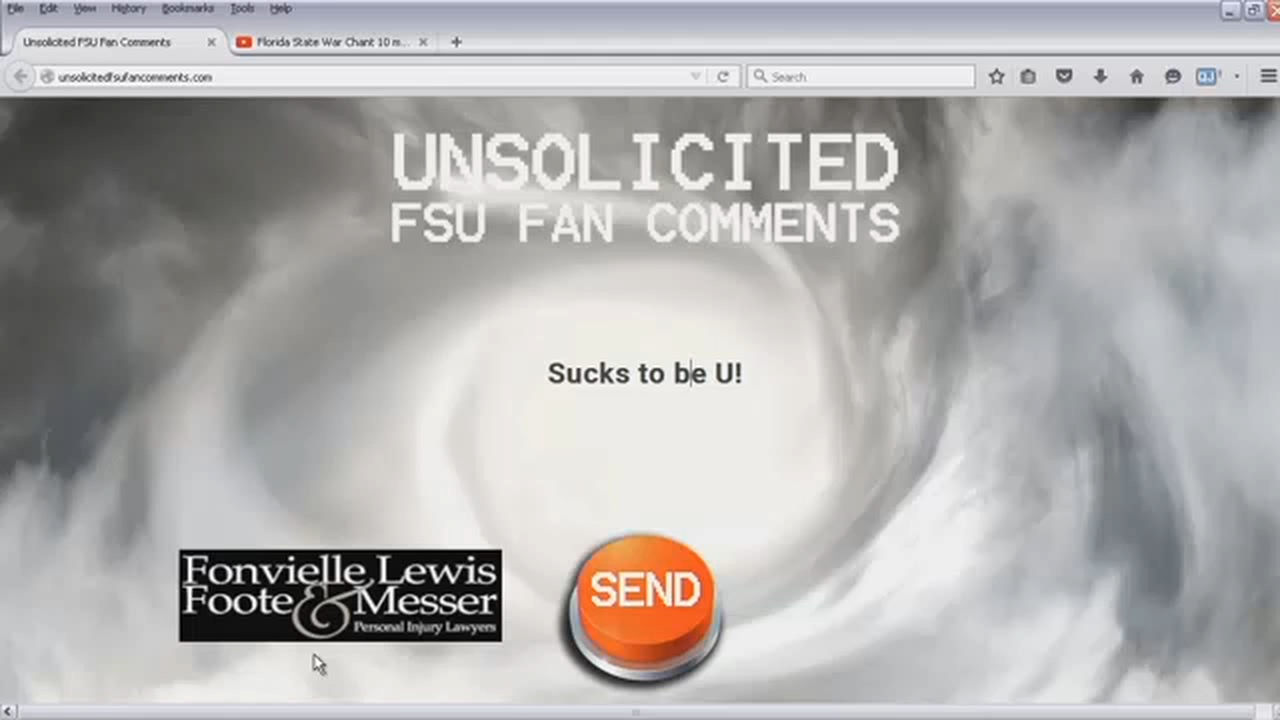 File Edit View History Bookmarks Tools Help
Unsolicited FSU Fan Comments
Florida State War Chant 10 m...
unsolicitedfsufancomments.com
Search
UNSOLICITED
FSU FAN COMMENTS
Sucks to be U!
Fonvielle Lewis
Foote & Messer
Personal Injury Lawyers
SEND